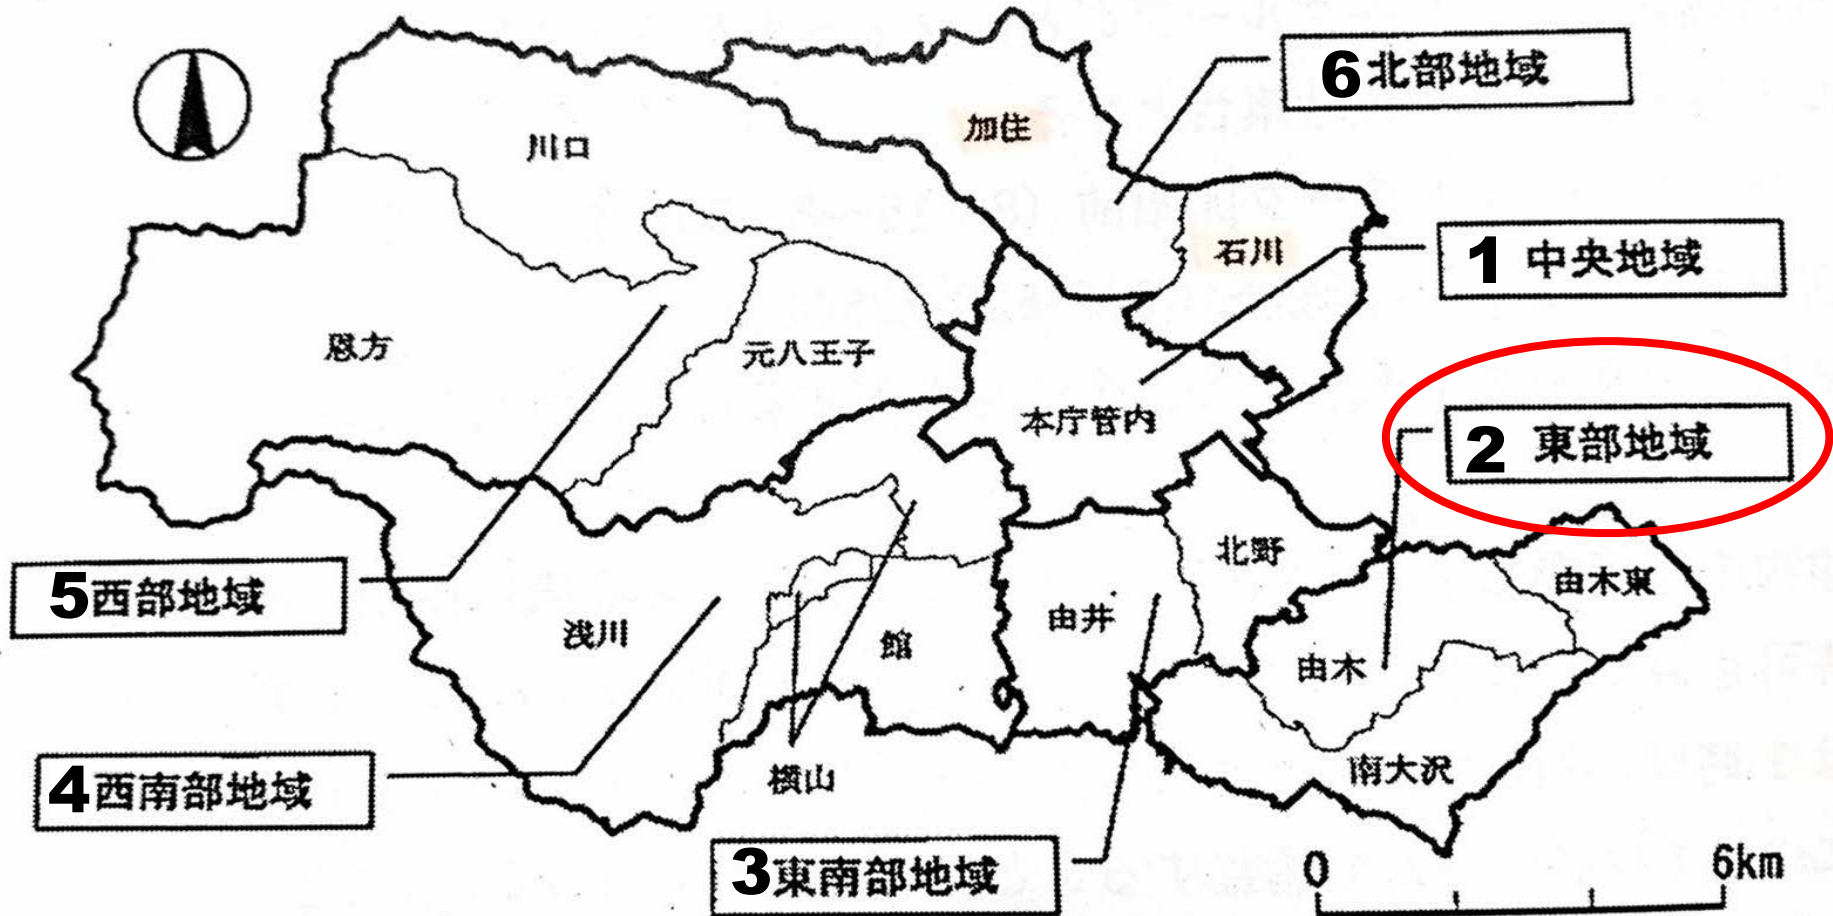 6北部地域
川口
加住
石川
1 中央地域
恩方
元八王子
本庁管内
2 東部地域
北野
由木東
5西部地域
浅川
館
由井
由木
4西南部地域
横山
南大沢
3東南部地域
0 6km